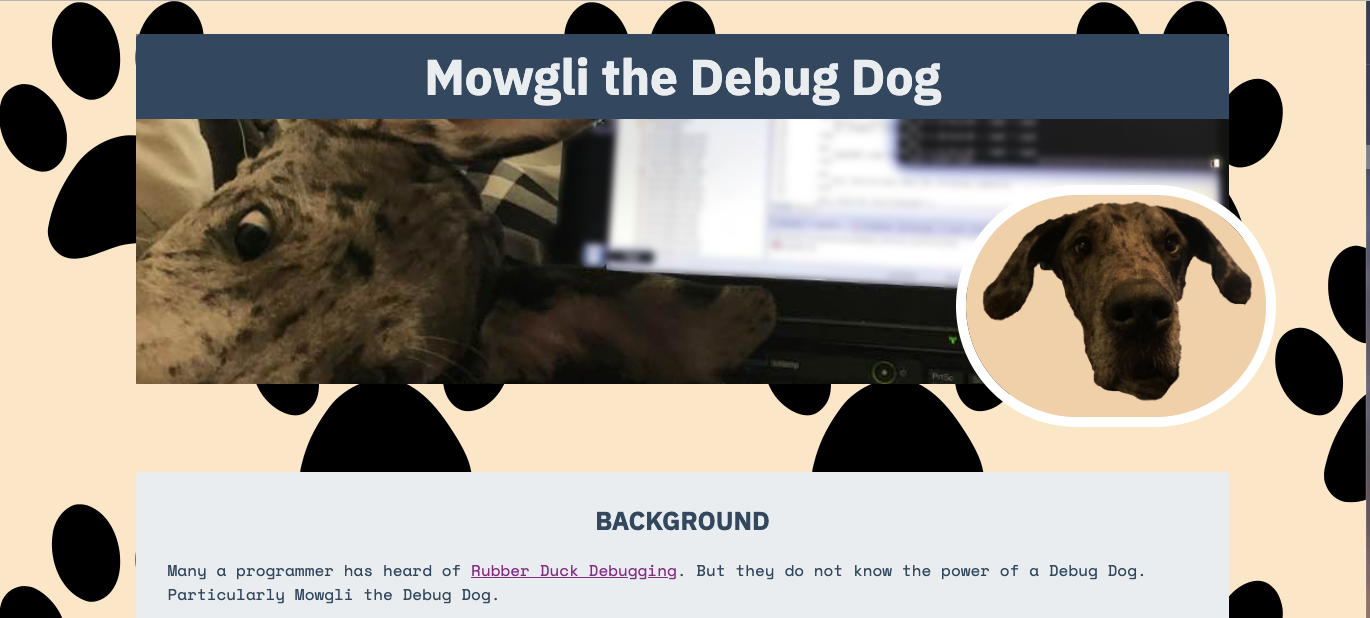 Mowgli the Debug Dog
PrtSc
BACKGROUND
Many a programmer has heard of Rubber Duck Debugging. But they do not know the power of a Debug Dog.
Particularly Mowgli the Debug Dog.